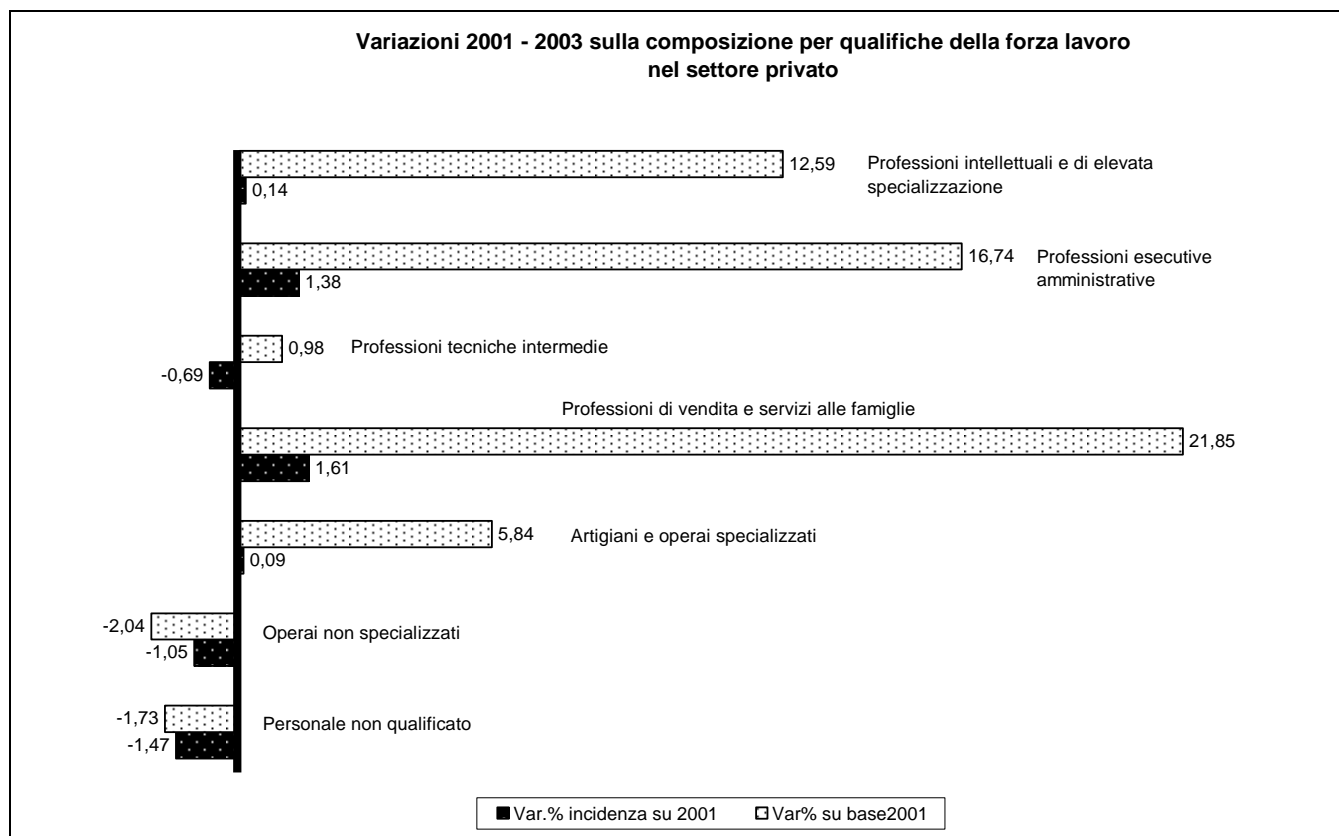 Variazioni 2001 - 2003 sulla composizione per qualifiche della forza lavoro
nel settore privato
12,59
Professioni intellettuali e di elevata
specializzazione
0,14
16,74
Professioni esecutive
amministrative
1,38
0,98
Professioni tecniche intermedie
-0,69
Professioni di vendita e servizi alle famiglie
21,85
1,61
5,84
Artigiani e operai specializzati
0,09
-2,04
Operai non specializzati
-1,05
-1,73
Personale non qualificato
-1,47
Var.% incidenza su 2001
Var% su base2001